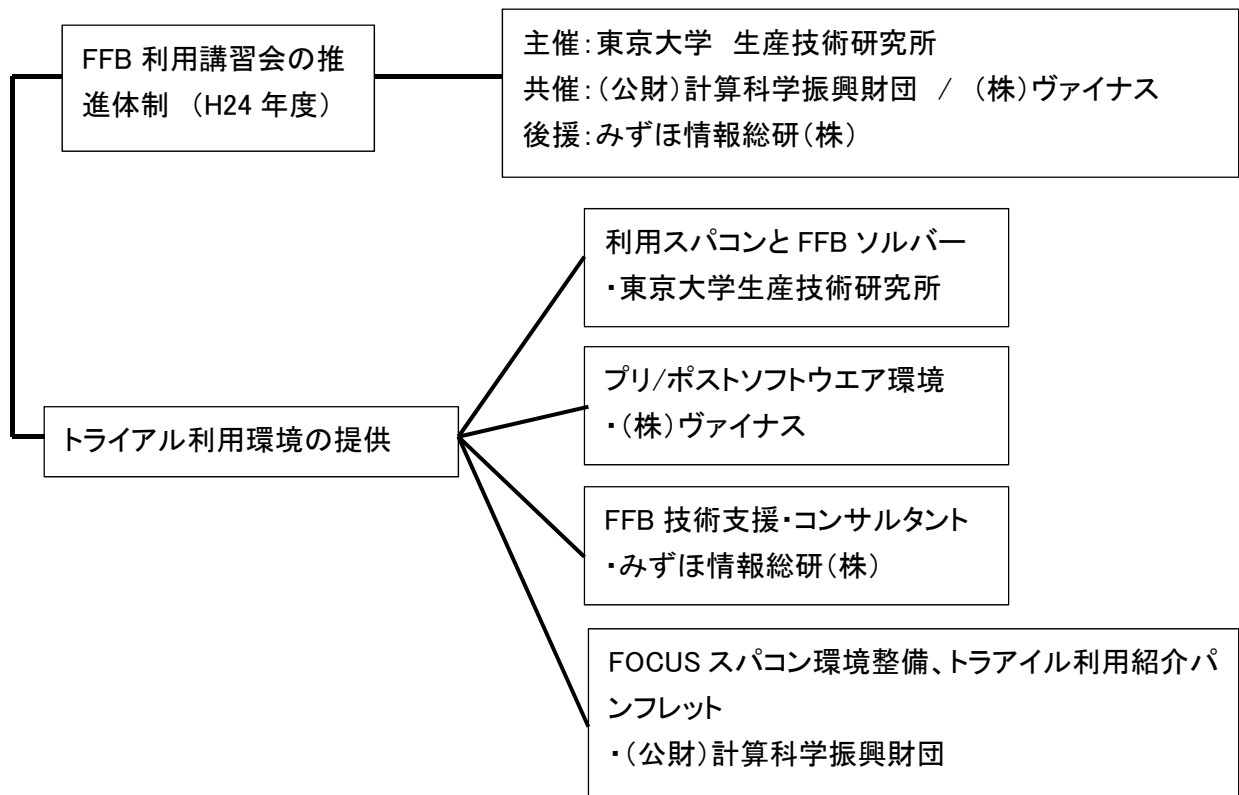 FFB 利用講習会の推
進体制 （H24 年度）
主催：東京大学　生産技術研究所
共催：（公財）計算科学振興財団　/　（株）ヴァイナス
後援：みずほ情報総研（株）
利用スパコンと FFB ソルバー
・東京大学生産技術研究所
プリ/ポストソフトウエア環境
・（株）ヴァイナス
トライアル利用環境の提供
FFB 技術支援・コンサルタント
・みずほ情報総研（株）
FOCUS スパコン環境整備、トラアイル利用紹介パ
ンフレット
・（公財）計算科学振興財団